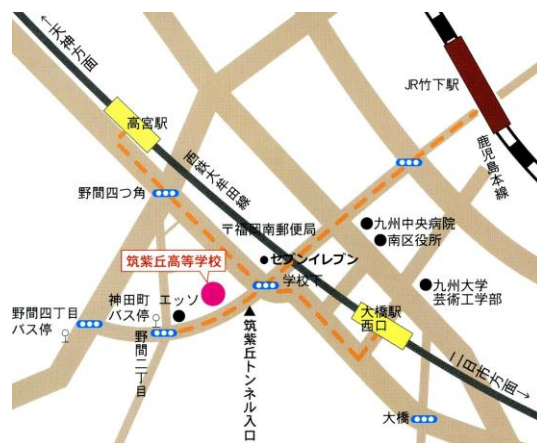 ←天神方面
JR竹下駅
高宮駅
鹿児島本線
西鉄大牟田線
野間四つ角
〒福岡南郵便局
九州中央病院
南区役所
セブンイレブン
筑紫丘高等学校
学校下
九州大学
芸術工学部
神田町
バス停
エッソ
野間四丁目
バス停
大橋駅
西口
野間二丁目
▲筑紫丘トンネル入口
二日市方面→
大橋